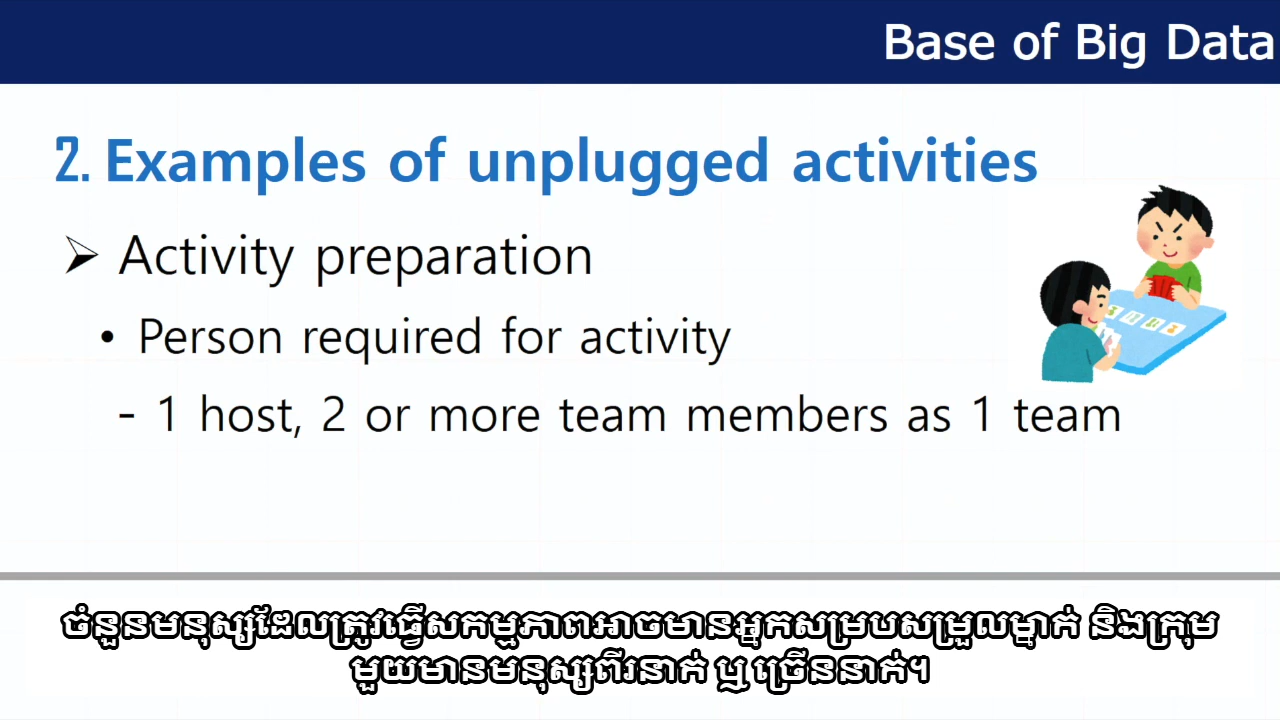 Base of Big Data
2. Examples of unplugged activities
➢ Activity preparation
• Person required for activity
- 1 host, 2 or more team members as 1 team
ចំនួនមនុស្សដែលត្រូវធ្វើសកម្មភាពអាចមានអ្នកសម្របសម្រួលម្នាក់ និងក្រុម
មួយមានមនុស្សពីរនាក់ ឬ ច្រើននាក់។